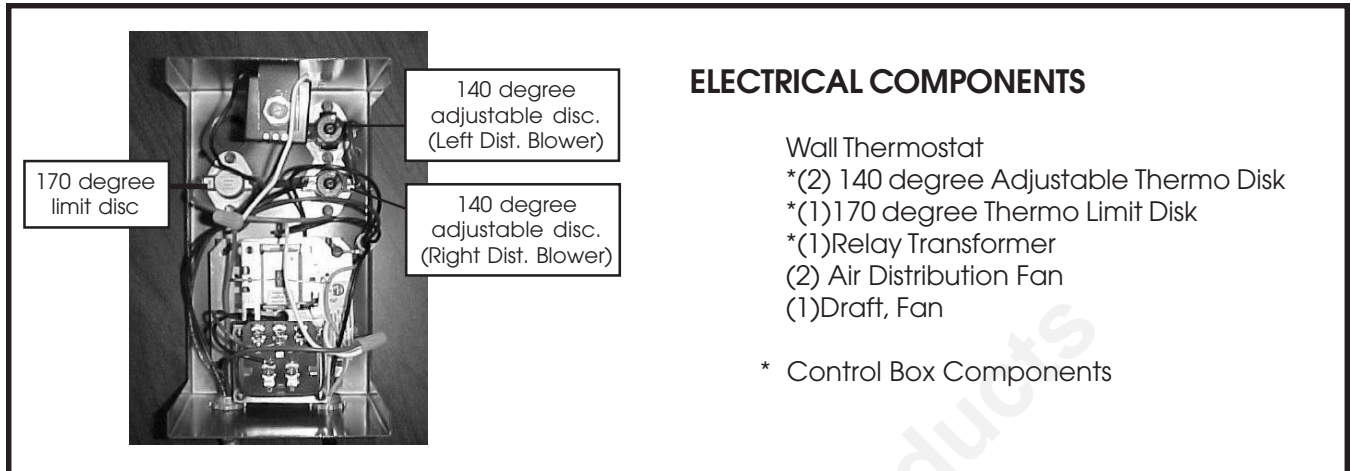 140 degree
adjustable disc.
(Left Dist. Blower)
170 degree
limit disc
140 degree
adjustable disc.
(Right Dist. Blower)
ELECTRICAL COMPONENTS
Wall Thermostat
*(2) 140 degree Adjustable Thermo Disk
*(1)170 degree Thermo Limit Disk
*(1)Relay Transformer
(2) Air Distribution Fan
(1)Draft, Fan
* Control Box Components